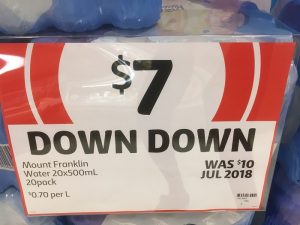 $7
DOWN DOWN
Mount Franklin
Water 20x500mL
20pack
$0.70 per L
WAS $10
JUL 2018